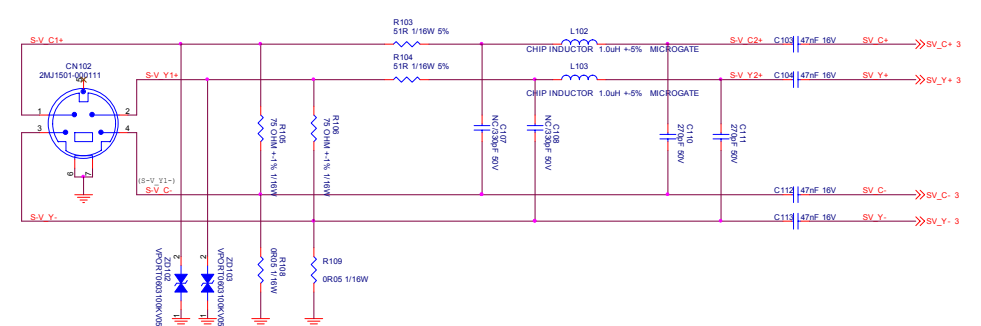 R103
51R 1/16W 5%
S-V_C1+
L102
CHIP INDUCTOR 1.0uH +-5% MICROGATE
S-V_C2+
C103
47nF 16V
SV_C+
SV_C+ 3
CN102
2MJ1501-000111
R104
51R 1/16W 5%
S-V_Y1+
L103
CHIP INDUCTOR 1.0uH +-5% MICROGATE
S-V_Y2+
C104
47nF 16V
SV_Y+
SV_Y+ 3
5
1
2
3
4
6
7
R105
75 OHM +-1% 1/16W
R106
75 OHM +-1% 1/16W
C107
NC/330pF 50V
C108
NC/330pF 50V
C110
270pF 50V
C111
270pF 50V
(S-V_Y1-)
S-V_C-
C112
47nF 16V
SV_C-
SV_C- 3
S-V_Y-
C113
47nF 16V
SV_Y-
SV_Y- 3
ZD102
VPORT0603100KV05
2
1
ZD103
VPORT0603100KV05
2
1
R108
0R05 1/16W
R109
0R05 1/16W